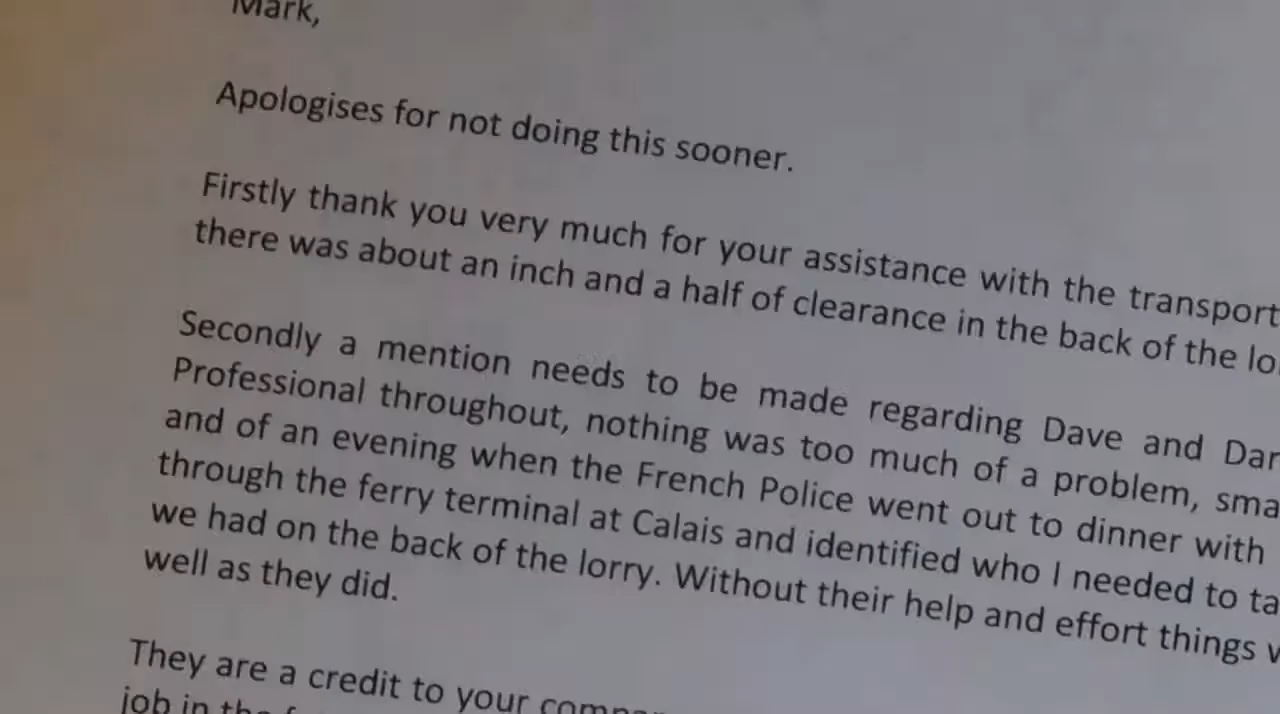 Mark,
Apologises for not doing this sooner.
Firstly thank you very much for your assistance with the transport
there was about an inch and a half of clearance in the back of the
Secondly a mention needs to be made regarding Dave and
Professional throughout, nothing was too much of a problem,
and of an evening when the French Police went out to dinner with
through the ferry terminal at Calais and identified who I needed to
we had on the back of the lorry. Without their help and effort things
well as they did.
They are a credit to your
job in the